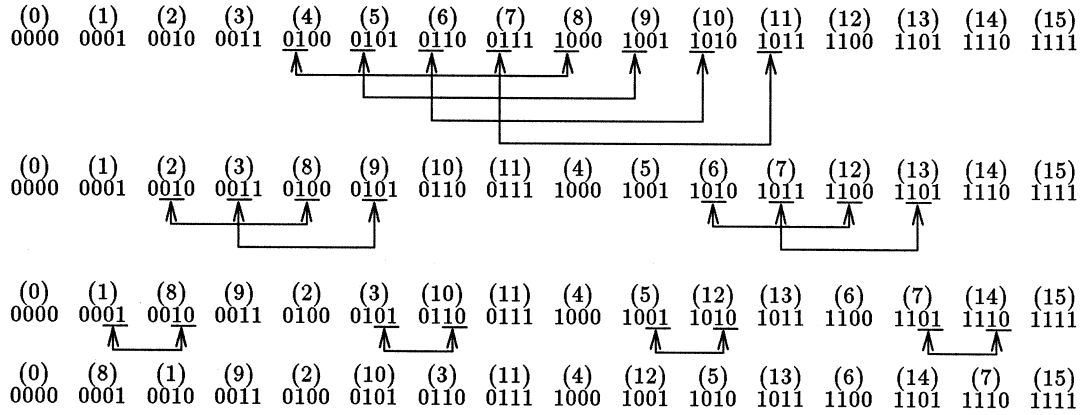 (0) (1) (2) (3) (4) (5) (6) (7) (8) (9) (10) (11) (12) (13) (14) (15)
0000 0001 0010 0011 0100 0101 0110 0111 1000 1001 1010 1011 1100 1101 1110 1111
(0) (1) (2) (3) (8) (9) (10) (11) (4) (5) (6) (7) (12) (13) (14) (15)
0000 0001 0010 0011 0100 0101 0110 0111 1000 1001 1010 1011 1100 1101 1110 1111
(0) (1) (8) (9) (2) (3) (10) (11) (4) (5) (12) (13) (6) (7) (14) (15)
0000 0001 0010 0011 0100 0101 0110 0111 1000 1001 1010 1011 1100 1101 1110 1111
(0) (8) (1) (9) (2) (10) (3) (11) (4) (12) (5) (13) (6) (14) (7) (15)
0000 0001 0010 0011 0100 0101 0110 0111 1000 1001 1010 1011 1100 1101 1110 1111